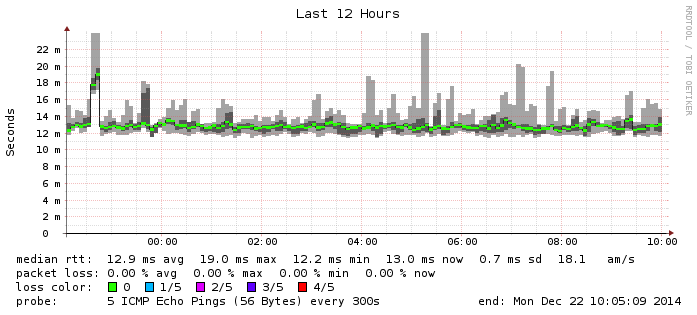 Last 12 Hours
RRDTOOL / TOBI OETIKER
Seconds
22 m
20 m
18 m
16 m
14 m
12 m
10 m
8 m
6 m
4 m
2 m
0
00:00 02:00 04:00 06:00 08:00 10:00
median rtt: 12.9 ms avg 19.0 ms max 12.2 ms min 13.0 ms now 0.7 ms sd 18.1 am/s
packet loss: 0.00 % avg 0.00 % max 0.00 % min 0.00 % now
loss color: 0 1/5 2/5 3/5 4/5
probe: 5 ICMP Echo Pings (56 Bytes) every 300s end: Mon Dec 22 10:05:09 2014